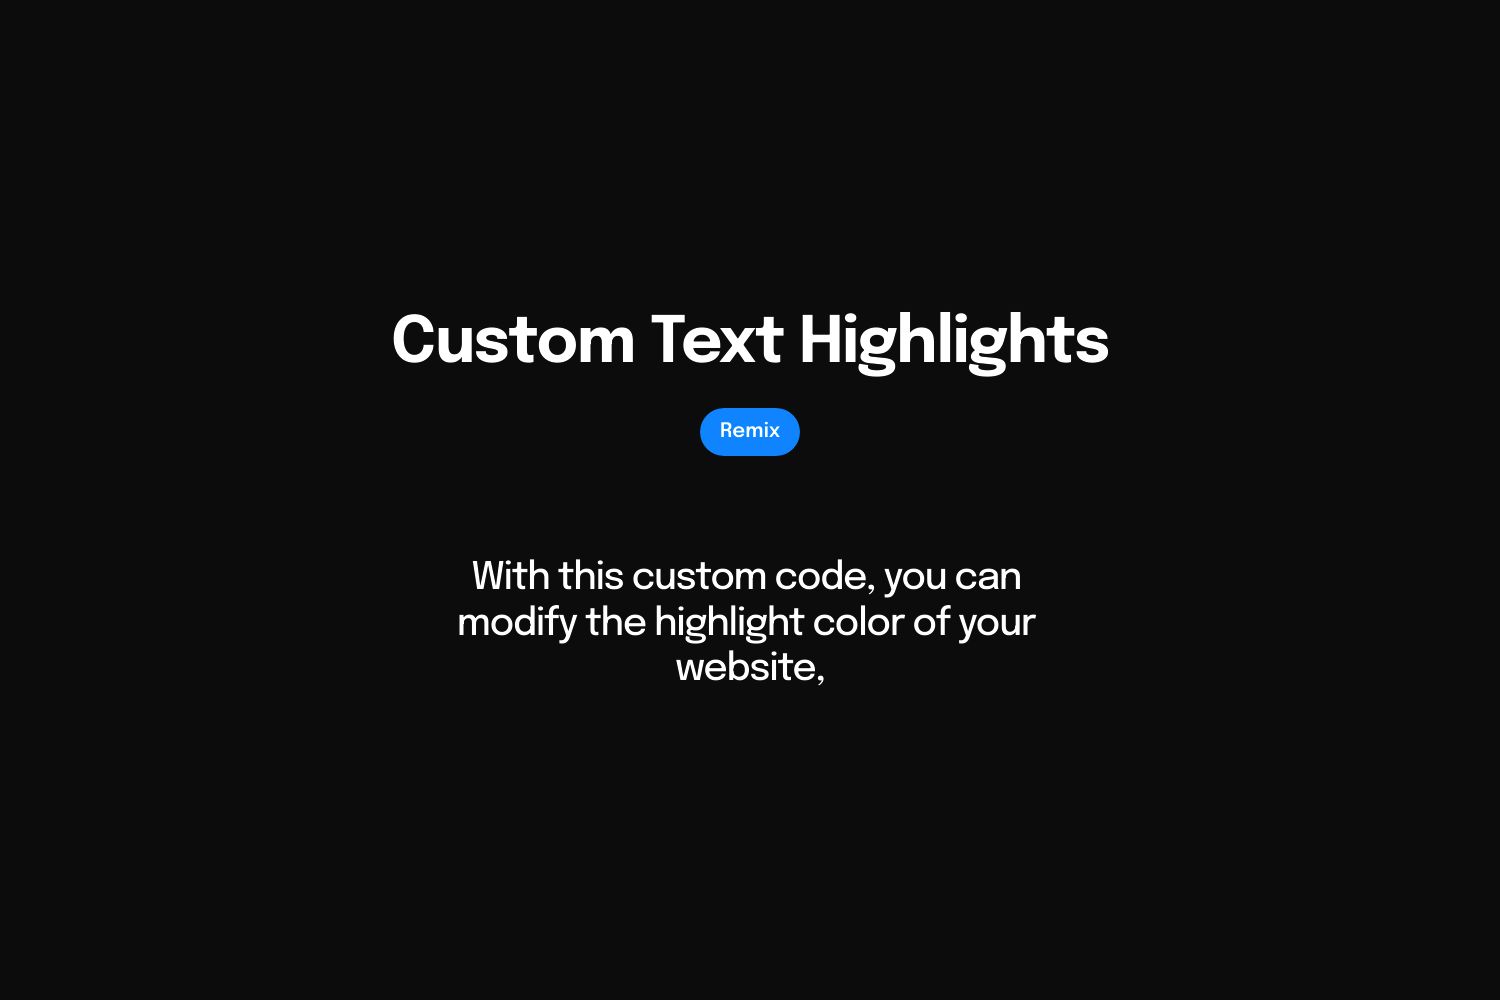 Custom Text Highlights
Remix
With this custom code, you can
modify the highlight color of your
website,